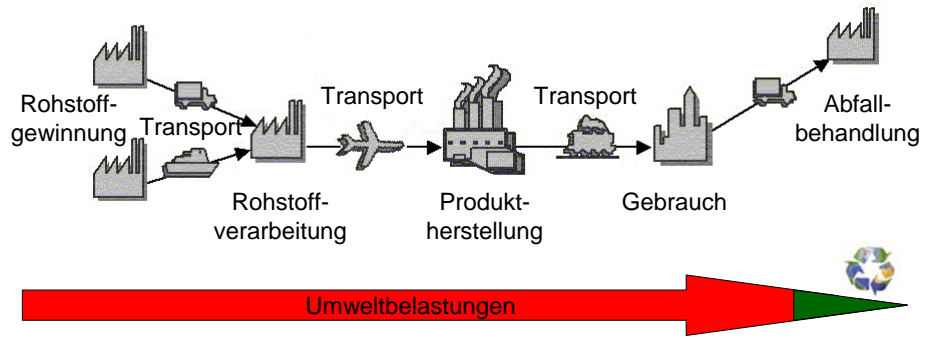 Rohstoff-
gewinnung
Transport
Rohstoff-
verarbeitung
Transport
Produkt-
herstellung
Transport
Gebrauch
Abfall-
behandlung
Umweltbelastungen